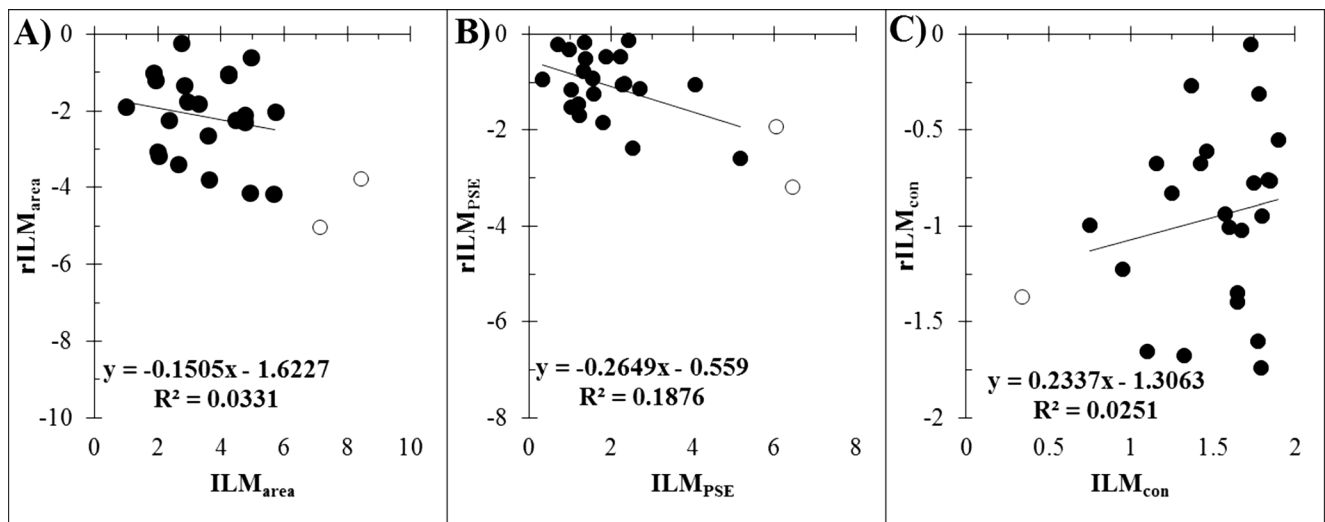 A)
0
-2
-4
-6
-8
-10
rILMarea
y = -0.1505x - 1.6227
R² = 0.0331
0 2 4 6 8 10
ILMarea
B)
0
-2
-4
-6
-8
rILMPSE
y = -0.2649x - 0.559
R² = 0.1876
0 2 4 6 8
ILMPSE
C)
0
-0.5
-1
-1.5
-2
rILMcon
y = 0.2337x - 1.3063
R² = 0.0251
0 0.5 1 1.5 2
ILMcon